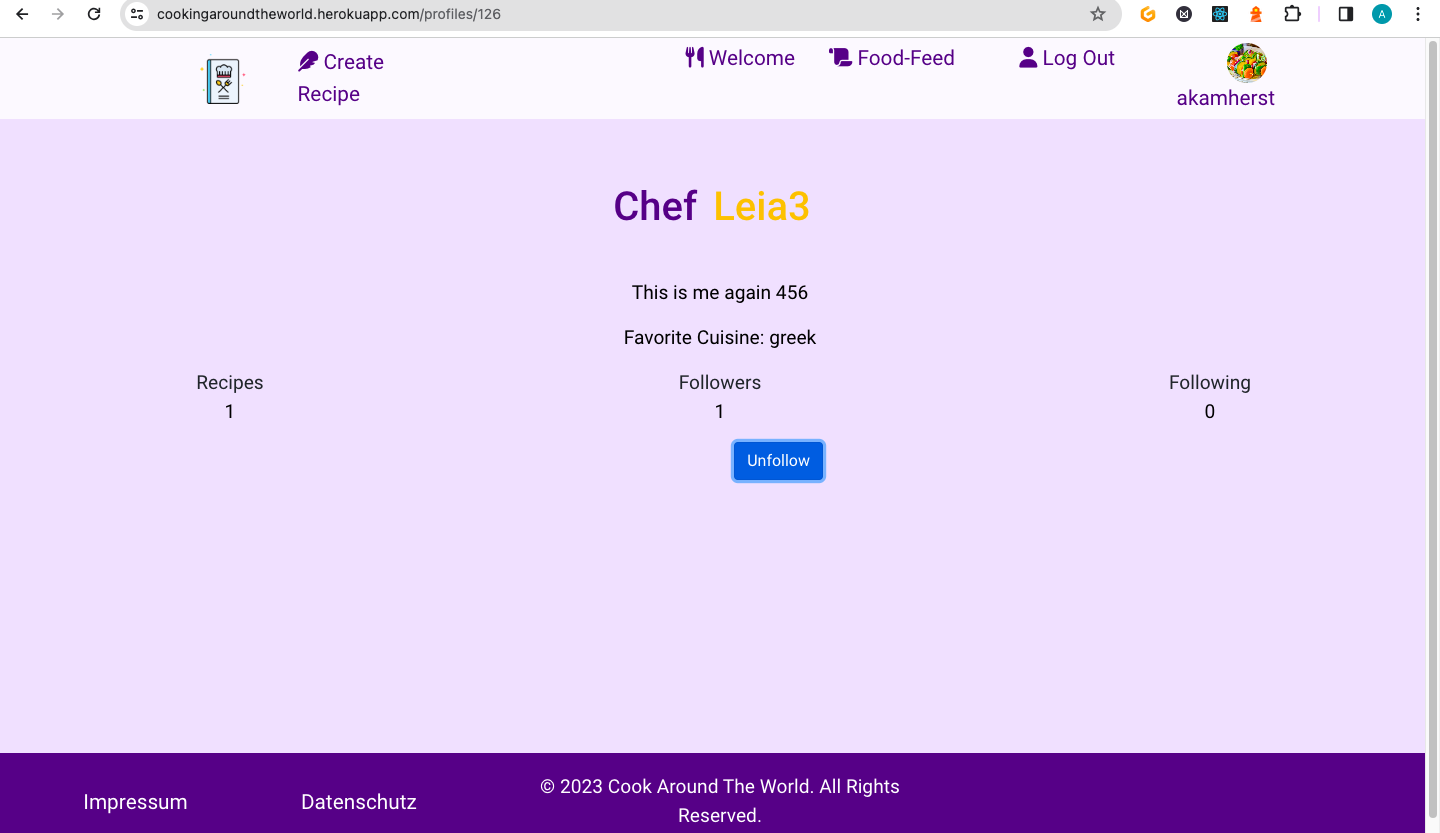 cookingaroundtheworld.herokuapp.com/profiles/126
A
Create
Recipe
Welcome
Food-Feed
Log Out
akamherst
Chef Leia3
This is me again 456
Favorite Cuisine: greek
Recipes
Followers
Following
1
1
0
Unfollow
Impressum
Datenschutz
© 2023 Cook Around The World. All Rights
Reserved.